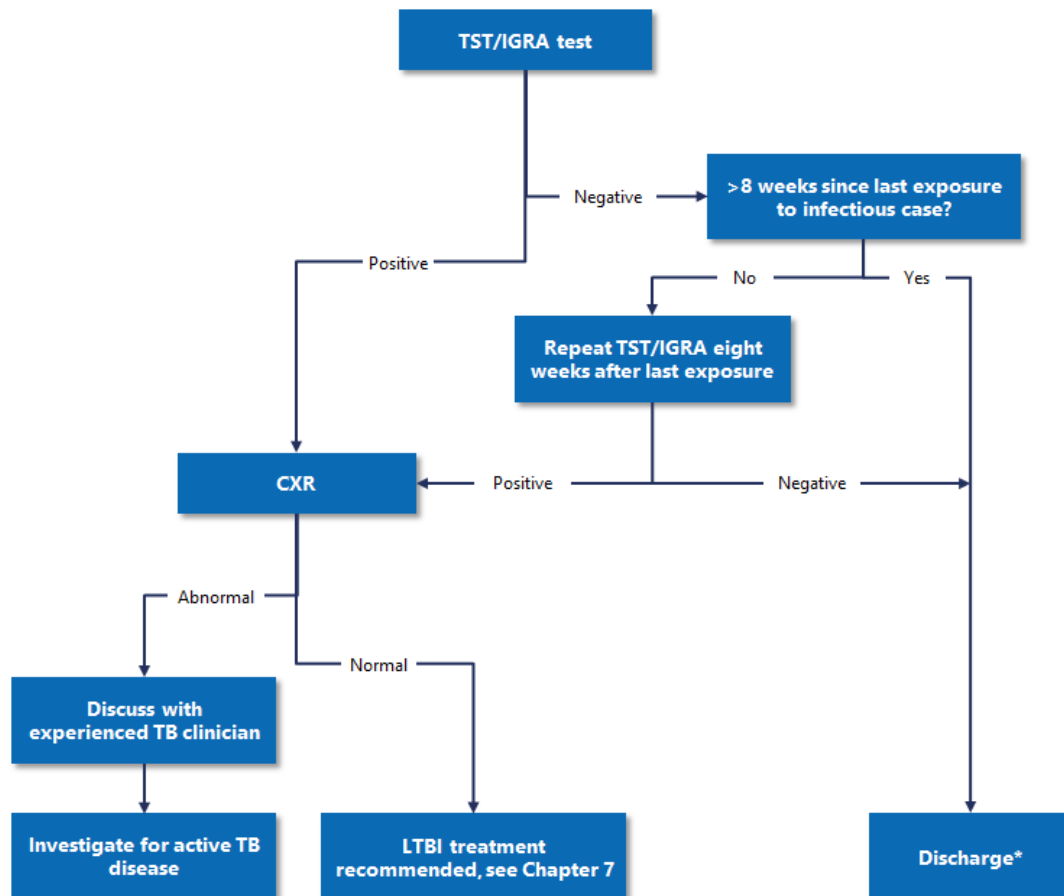 TST/IGRA test
>8 weeks since last exposure
to infectious case?
Negative
Positive
No
Yes
Repeat TST/IGRA eight
weeks after last exposure
CXR
Positive
Negative
Abnormal
Normal
Discuss with
experienced TB clinician
Investigate for active TB
disease
LTBI treatment
recommended, see Chapter 7
Discharge*